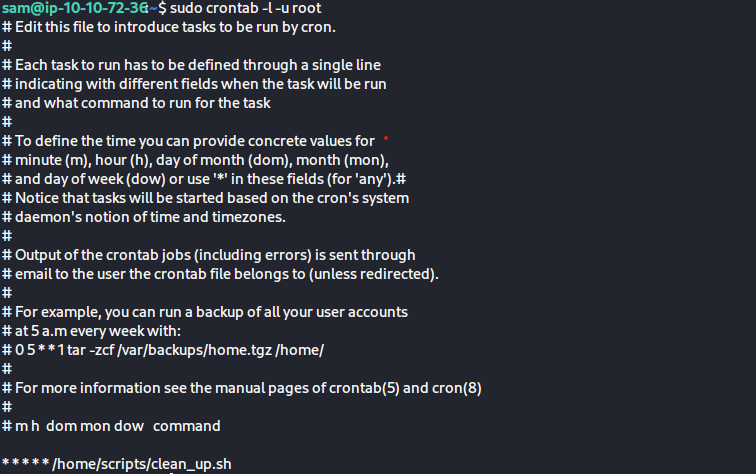 sam@ip-10-10-72-36:~$ sudo crontab -l -u root
# Edit this file to introduce tasks to be run by cron.
#
# Each task to run has to be defined through a single line
# indicating with different fields when the task will be run
# and what command to run for the task
#
# To define the time you can provide concrete values for
# minute (m), hour (h), day of month (dom), month (mon),
# and day of week (dow) or use '*' in these fields (for 'any').#
# Notice that tasks will be started based on the cron's system
# daemon's notion of time and timezones.
#
# Output of the crontab jobs (including errors) is sent through
# email to the user the crontab file belongs to (unless redirected).
#
# For example, you can run a backup of all your user accounts
# at 5 a.m every week with:
# 0 5 * * 1 tar -zcf /var/backups/home.tgz /home/
#
# For more information see the manual pages of crontab(5) and cron(8)
#
# m h  dom mon dow   command
* * * * * /home/scripts/clean_up.sh